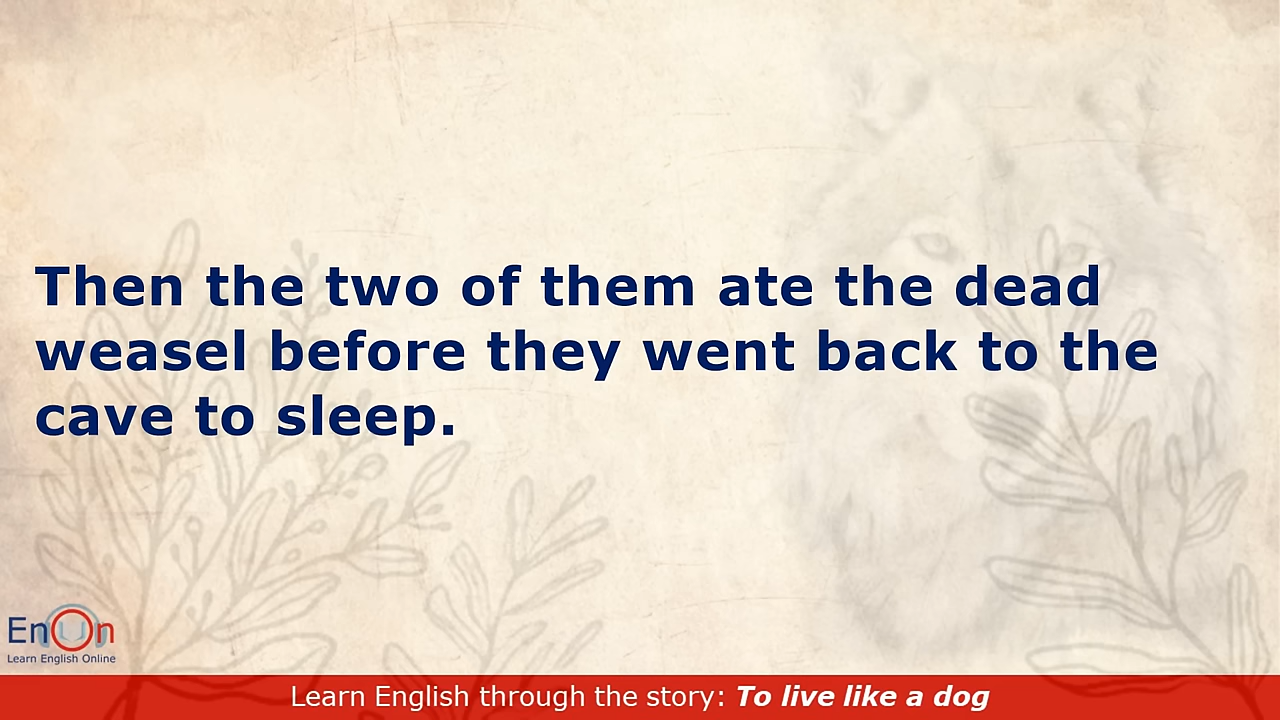 Then the two of them ate the dead
weasel before they went back to the
cave to sleep.
EnOn
Learn English Online
Learn English through the story: To live like a dog